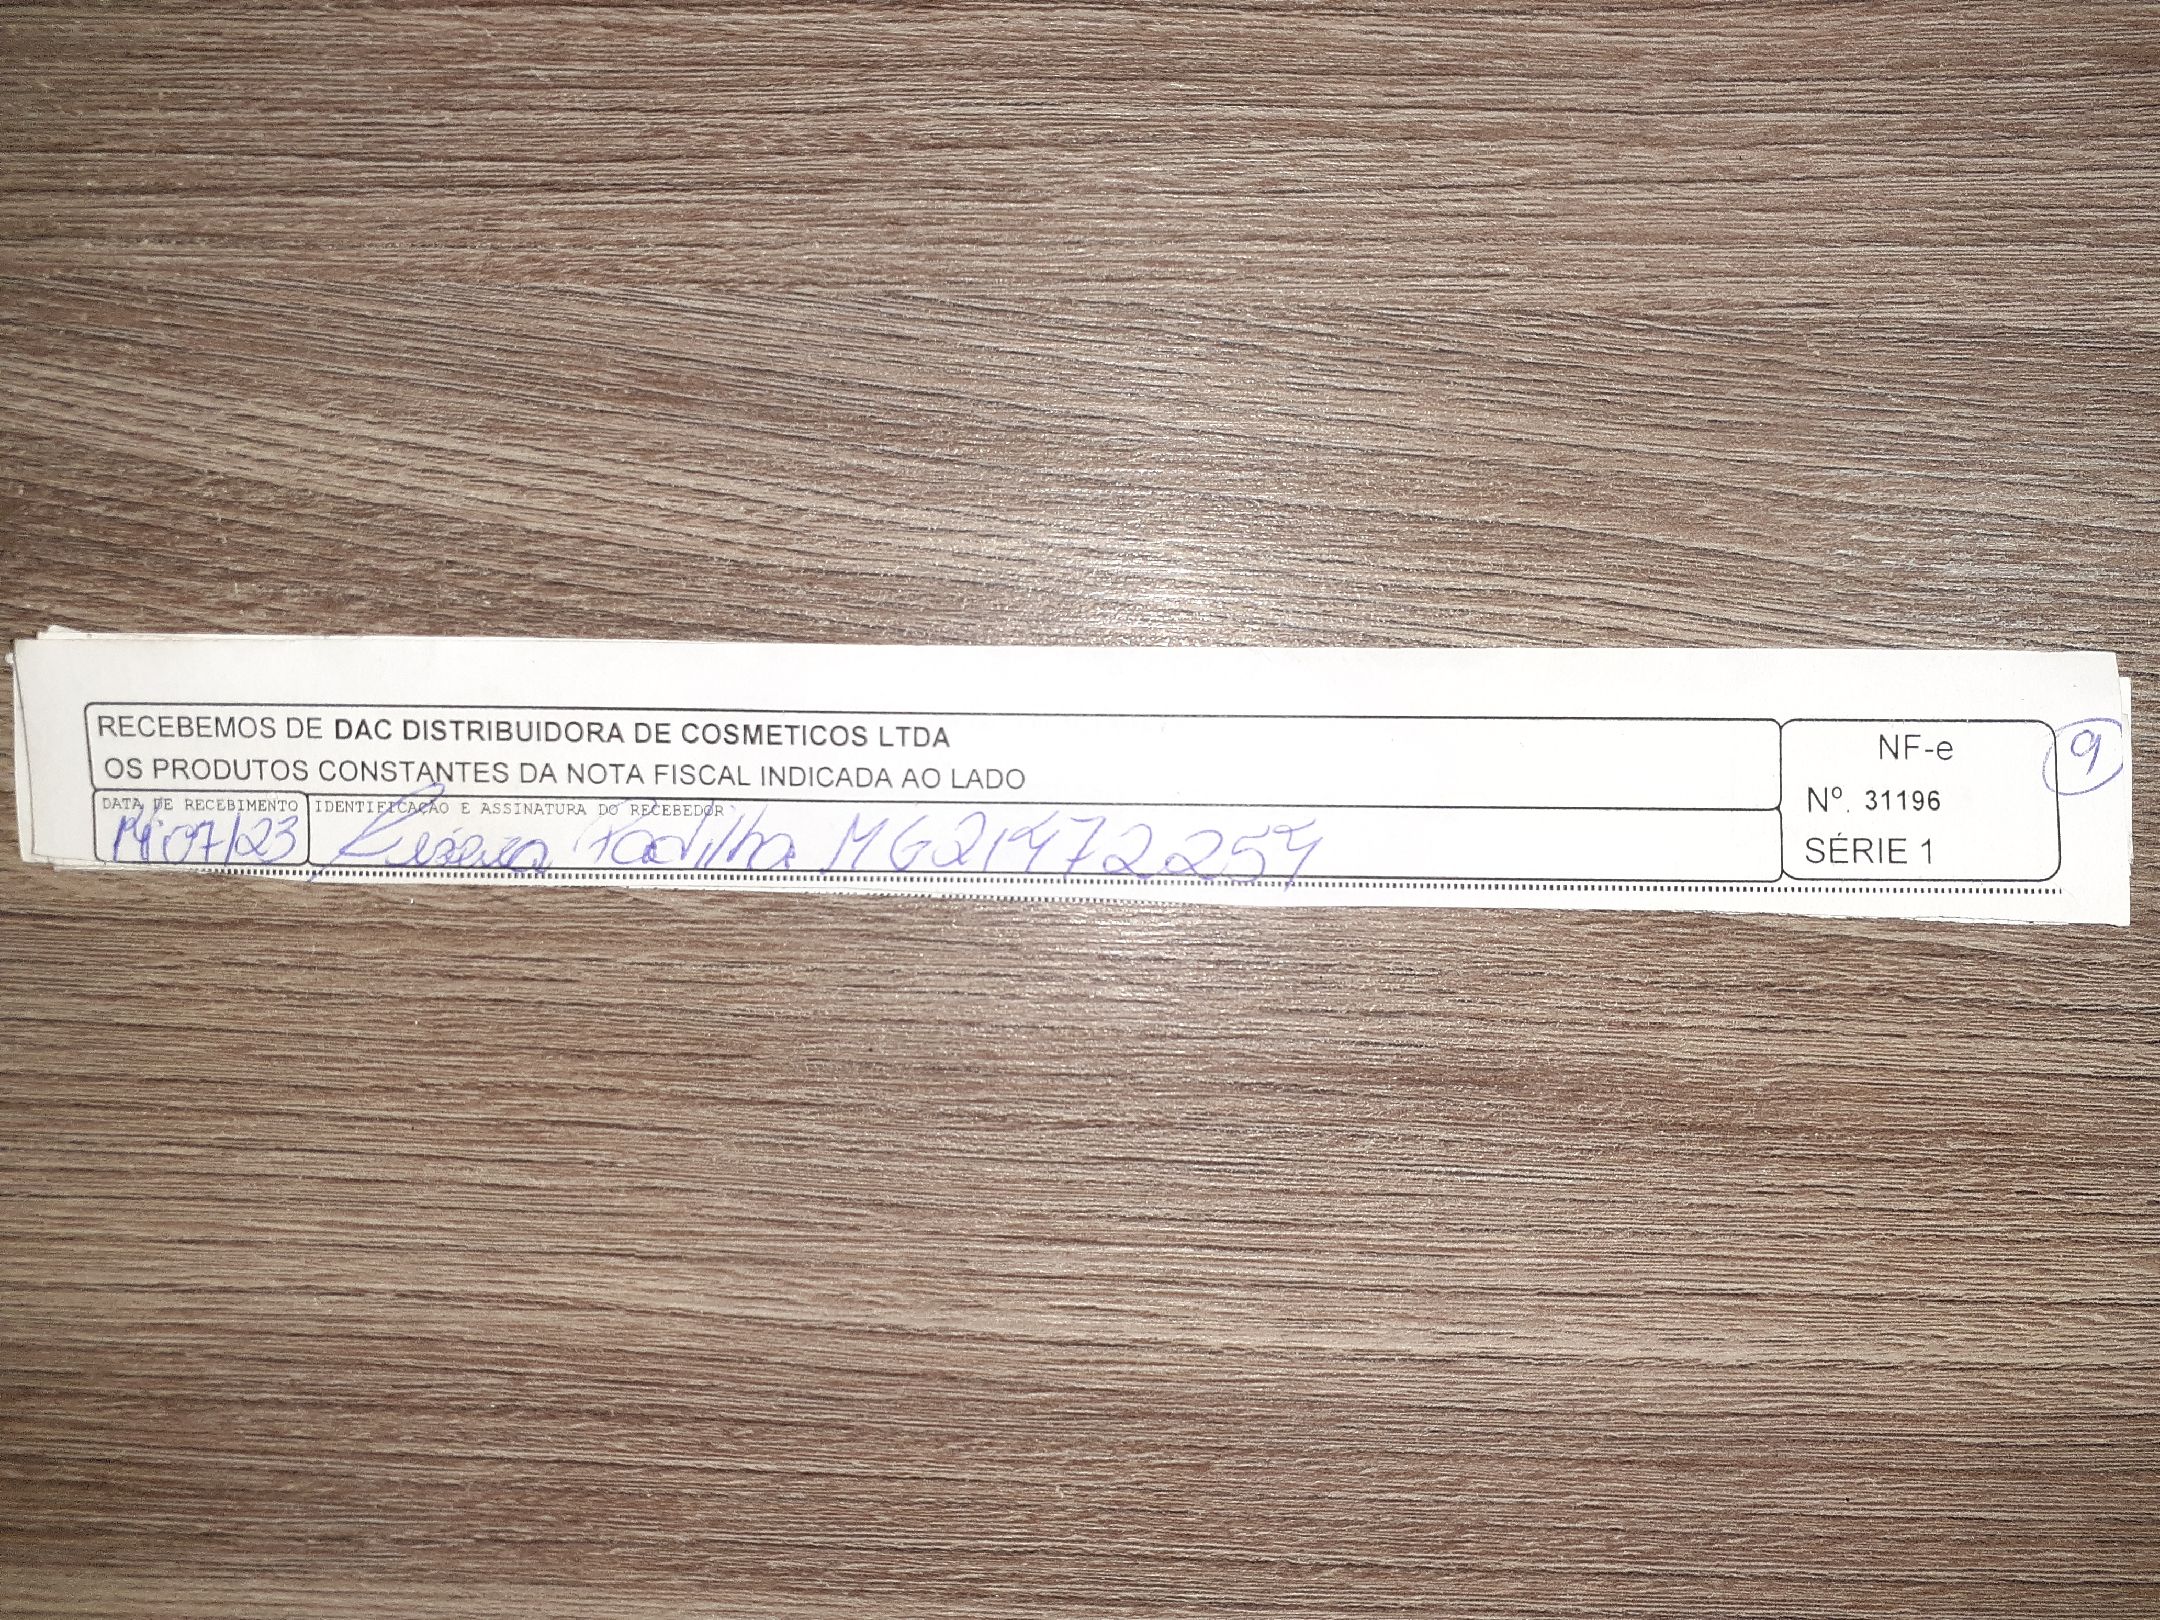 RECEBEMOS DE DAC DISTRIBUIDORA DE COSMETICOS LTDA
OS PRODUTOS CONSTANTES DA NOTA FISCAL INDICADA AO LADO
DATA DE RECEBIMENTO
14/07/23
IDENTIFICAÇÃO E ASSINATURA DO RECEBEDOR
Padilha
NF-e
Nº. 31196
SÉRIE 1
9